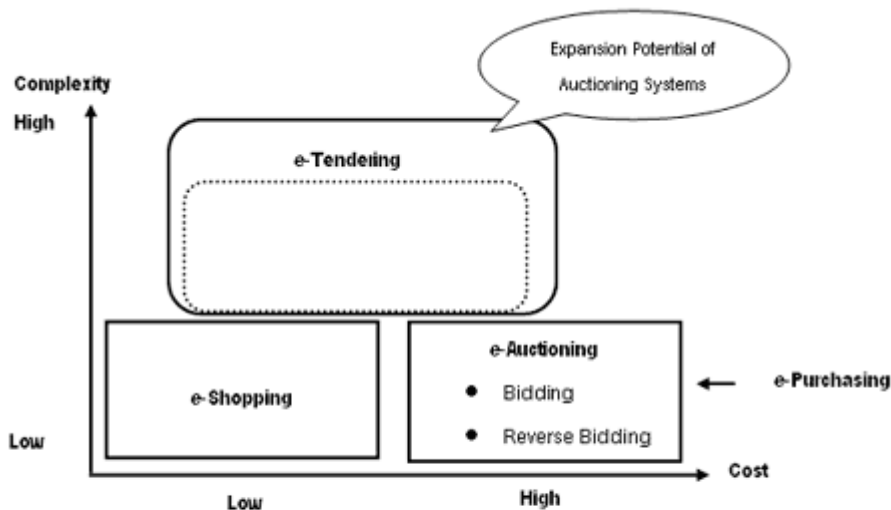 Expansion Potential of
Auctioning Systems
Complexity
High
e-Tendering
e-Auctioning
e-Shopping
• Bidding
e-Purchasing
• Reverse Bidding
Low
Cost
Low
High